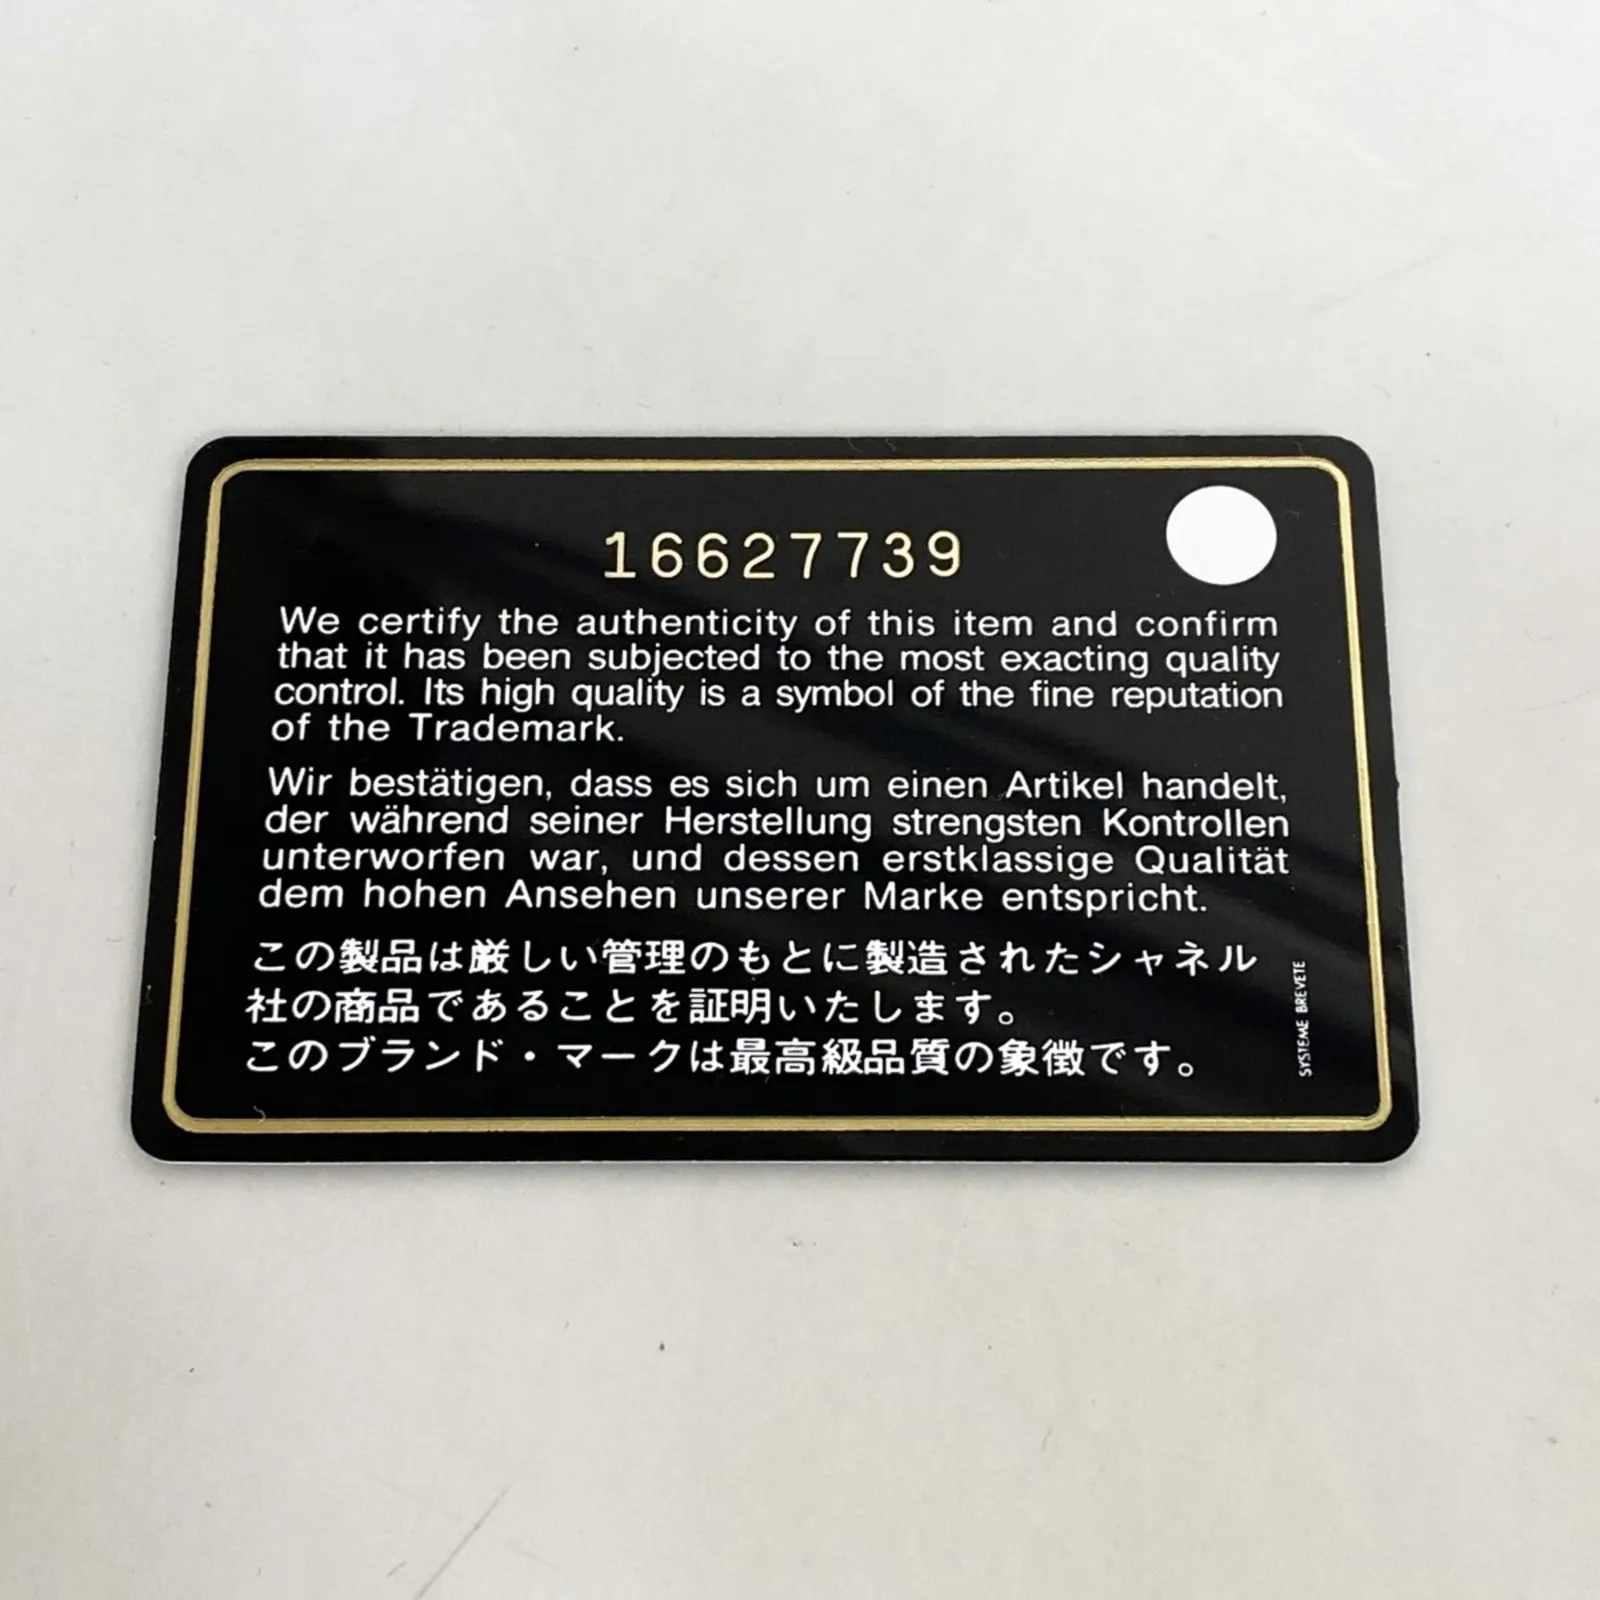 16627739
We certify the authenticity of this item and confirm
that it has been subjected to the most exacting quality
control. Its high quality is a symbol of the fine reputation
of the Trademark.
Wir bestätigen, dass es sich um einen Artikel handelt,
der während seiner Herstellung strengsten Kontrollen
unterworfen war, und dessen erstklassige Qualität
dem hohen Ansehen unserer Marke entspricht.
この製品は厳しい管理のもとに製造されたシャネル
社の商品であることを証明いたします。
このブランド・マークは最高級品質の象徴です。
SYSTEME BREVETE